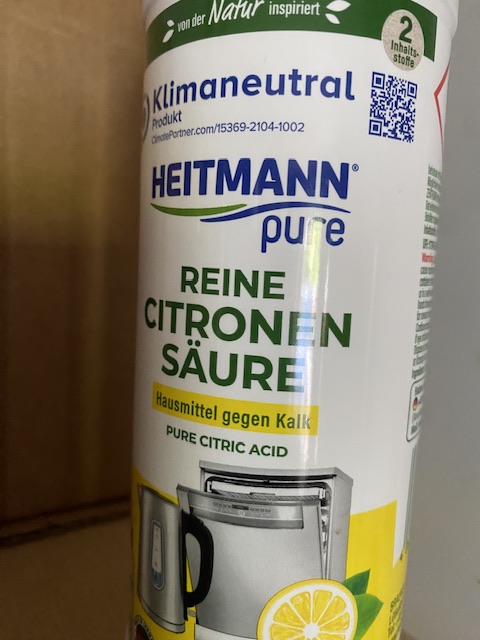 von der Natur inspiriert
2
Inhalts-
stoffe
Klimaneutral
Produkt
ClimatePartner.com/15369-2104-1002
HEITMANN®
pure
REINE
CITRONEN
SÄURE
Hausmittel gegen Kalk
PURE CITRIC ACID